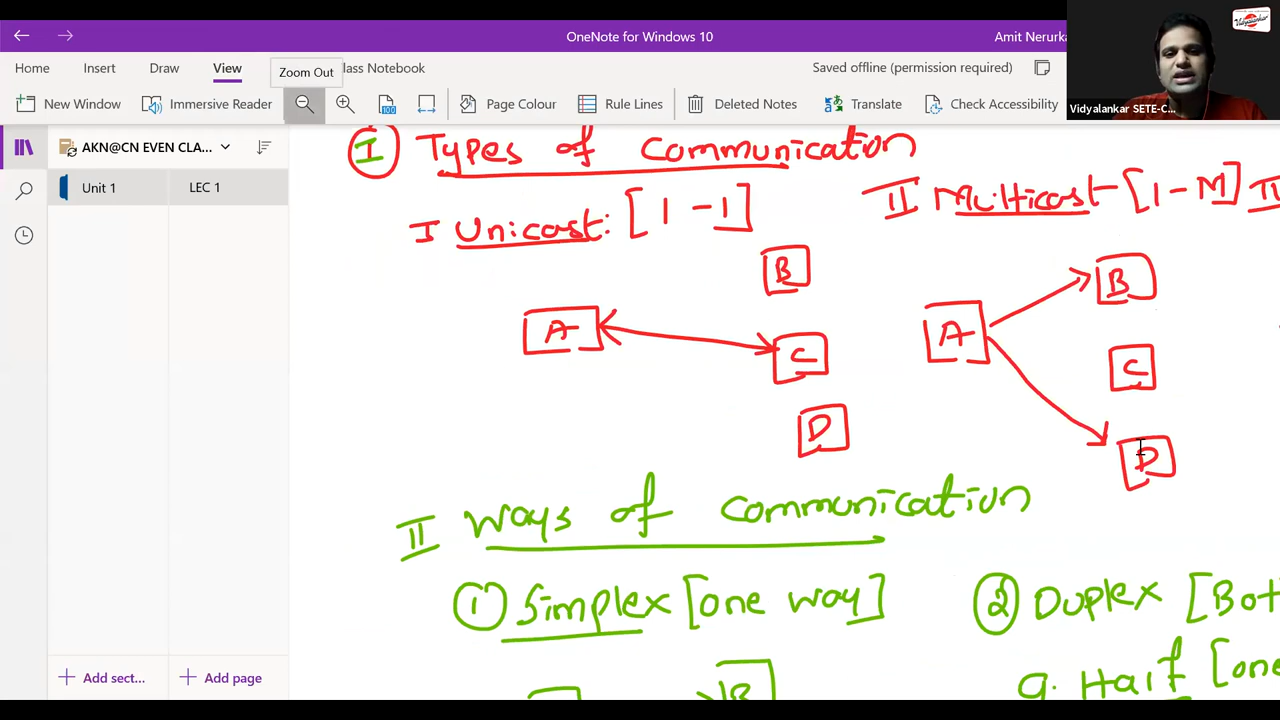 OneNote for Windows 10
Amit Nerurka
Vidyalankar
Home Insert Draw View lass Notebook
Zoom Out
Saved offline (permission required)
New Window Immersive Reader 100 Page Colour Rule Lines Deleted Notes Translate Check Accessibility
Vidyalankar SETE-C...
AKN@CN EVEN CLA...
Unit 1
LEC 1
I Types of Communication
I Unicast: [1-1]
II Multicast-[1-M]
B
A
C
D
B
A
C
D
II Ways of communication
① Simplex [one way]
② Duplex [Bot
B
a. Half [one
Add sect...
Add page